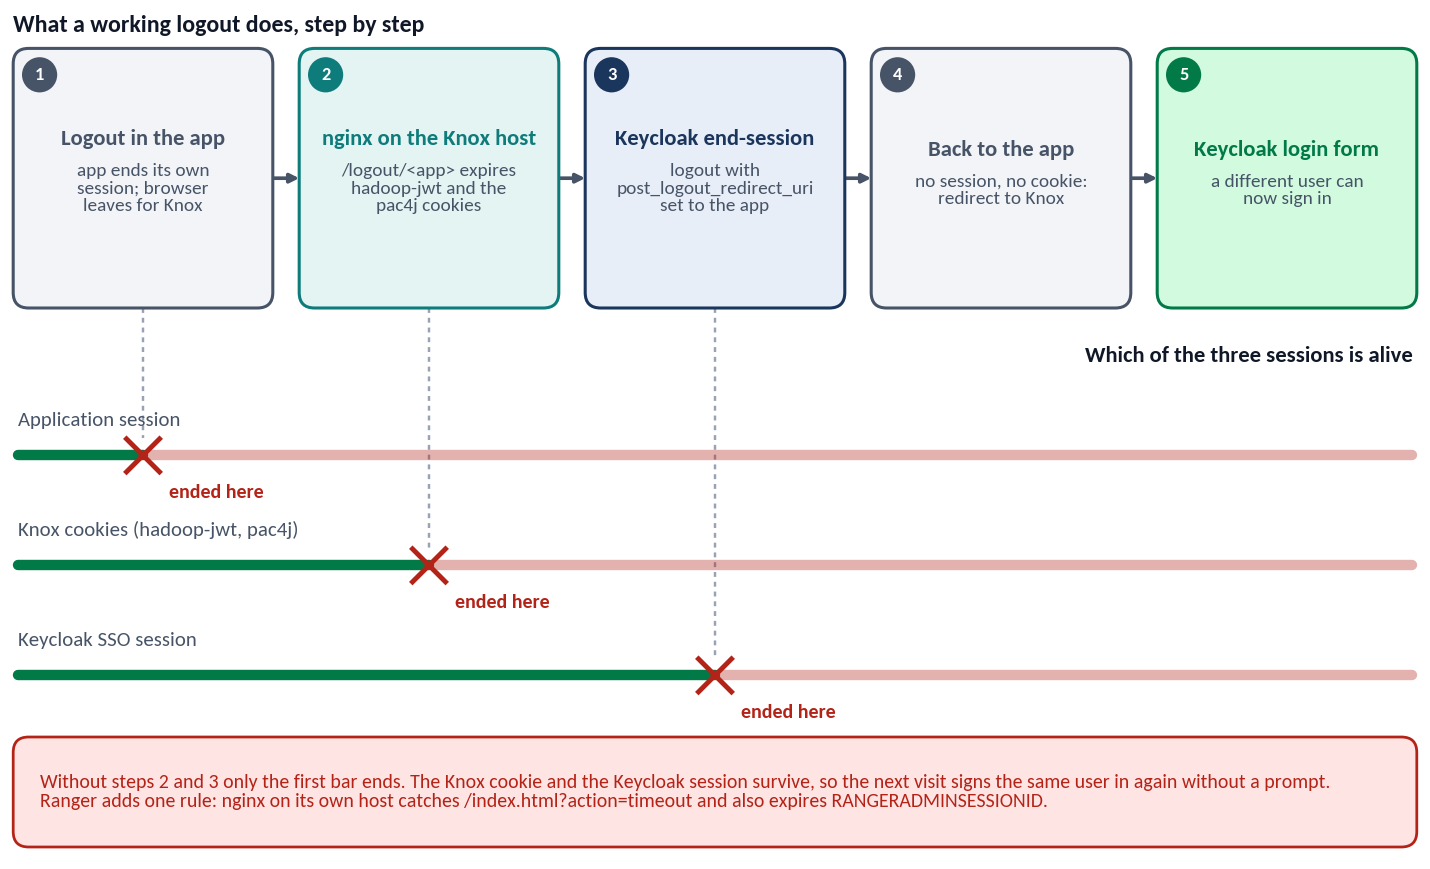 What a working logout does, step by step
1
Logout in the app
app ends its own
session; browser
leaves for Knox
2
nginx on the Knox host
/logout/<app> expires
hadoop-jwt and the
pac4j cookies
3
Keycloak end-session
logout with
post_logout_redirect_uri
set to the app
4
Back to the app
no session, no cookie:
redirect to Knox
5
Keycloak login form
a different user can
now sign in
Which of the three sessions is alive
Application session
ended here
Knox cookies (hadoop-jwt, pac4j)
ended here
Keycloak SSO session
ended here
Without steps 2 and 3 only the first bar ends. The Knox cookie and the Keycloak session survive, so the next visit signs the same user in again without a prompt.
Ranger adds one rule: nginx on its own host catches /index.html?action=timeout and also expires RANGERADMINSESSIONID.